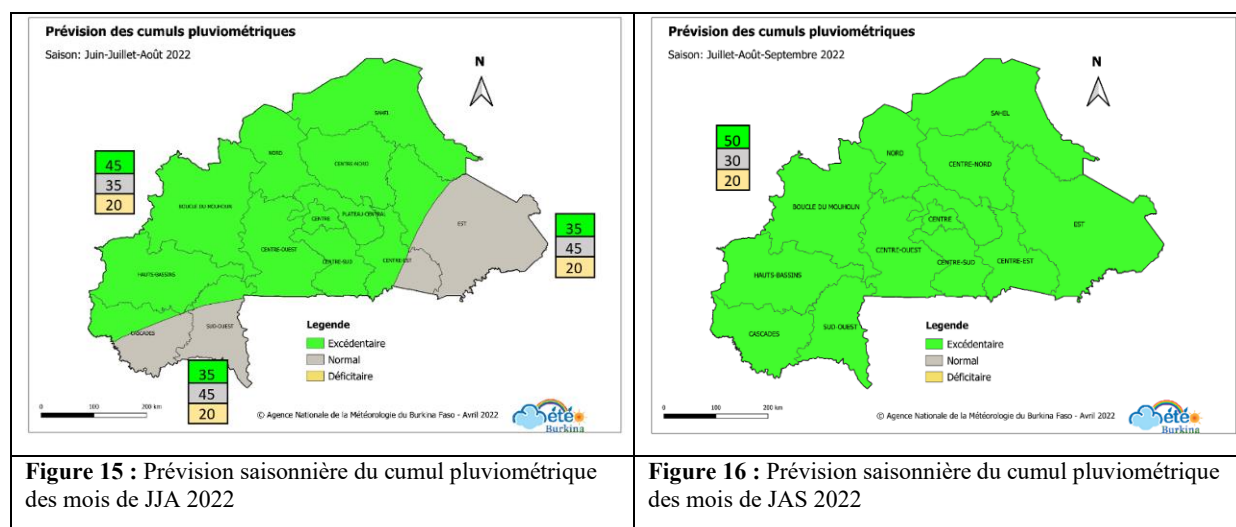 Prévision des cumuls pluviométriques
Saison: Juin-Juillet-Août 2022
N
SAHEL
NORD
CENTRE-NORD
45
35
20
BOUCLE DU MOUHOUN
CENTRE
PLATEAU-CENTRAL
EST
35
45
20
CENTRE-OUEST
CENTRE-SUD
CENTRE-EST
HAUTS-BASSINS
CASCADES
SUD-OUEST
Legende
Excédentaire
Normal
Déficitaire
35
45
20
0 100 200 km
© Agence Nationale de la Météorologie du Burkina Faso - Avril 2022
Météo
Burkina
Figure 15 : Prévision saisonnière du cumul pluviométrique
des mois de JJA 2022
Prévision des cumuls pluviométriques
Saison: Juillet-Août-Septembre 2022
N
SAHEL
50
30
20
NORD
CENTRE-NORD
BOUCLE DU MOUHOUN
CENTRE
EST
CENTRE-OUEST
CENTRE-SUD
CENTRE-EST
HAUTS-BASSINS
CASCADES
SUD-OUEST
Legende
Excédentaire
Normal
Déficitaire
0 100 200 km
© Agence Nationale de la Météorologie du Burkina Faso - Avril 2022
Météo
Burkina
Figure 16 : Prévision saisonnière du cumul pluviométrique
des mois de JAS 2022